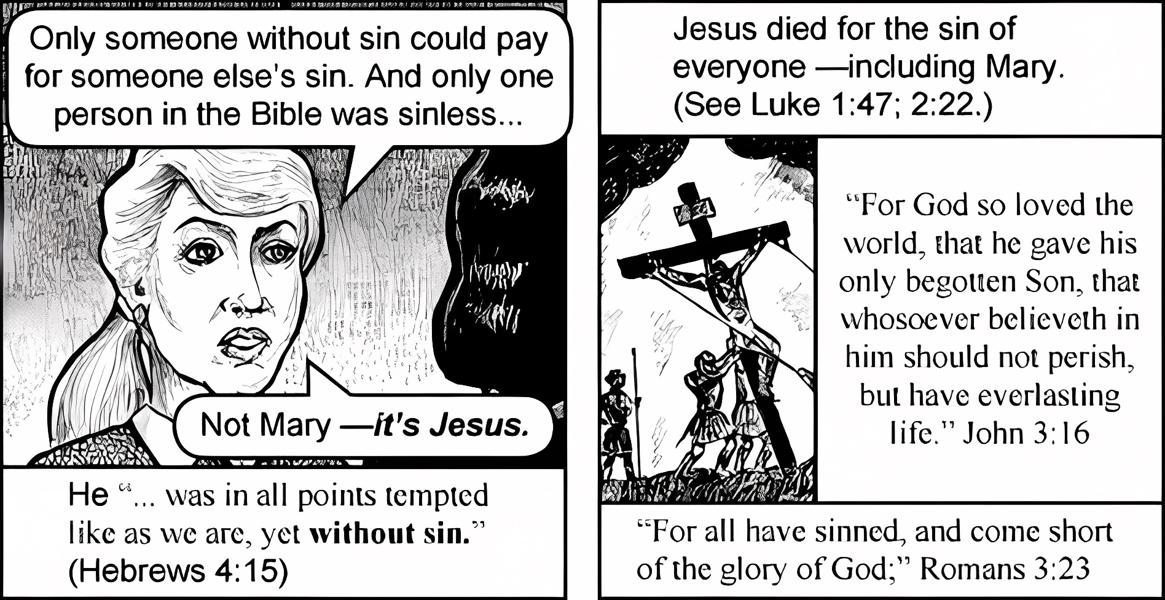 Only someone without sin could pay
for someone else's sin. And only one
person in the Bible was sinless...
Not Mary —it's Jesus.
He “... was in all points tempted
like as we are, yet without sin.”
(Hebrews 4:15)
Jesus died for the sin of
everyone —including Mary.
(See Luke 1:47; 2:22.)
“For God so loved the
world, that he gave his
only begotten Son, that
whosoever believeth in
him should not perish,
but have everlasting
life.” John 3:16
“For all have sinned, and come short
of the glory of God;” Romans 3:23